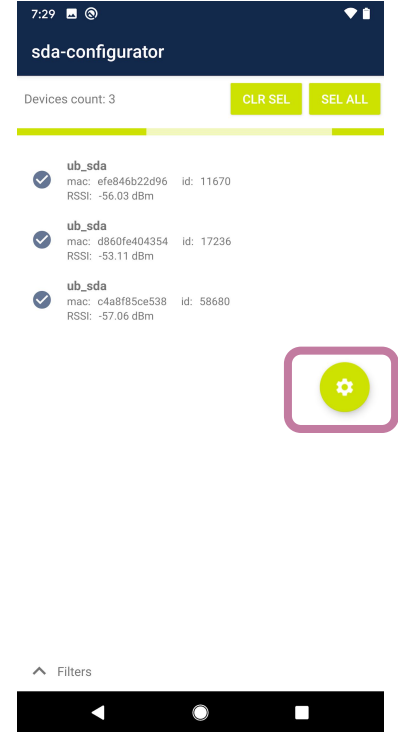 7:29
sda-configurator
Devices count: 3
CLR SEL
SEL ALL
ub_sda
mac: efe846b22d96 id: 11670
RSSI: -56.03 dBm
ub_sda
mac: d860fe404354 id: 17236
RSSI: -53.11 dBm
ub_sda
mac: c4a8f85ce538 id: 58680
RSSI: -57.06 dBm
Filters